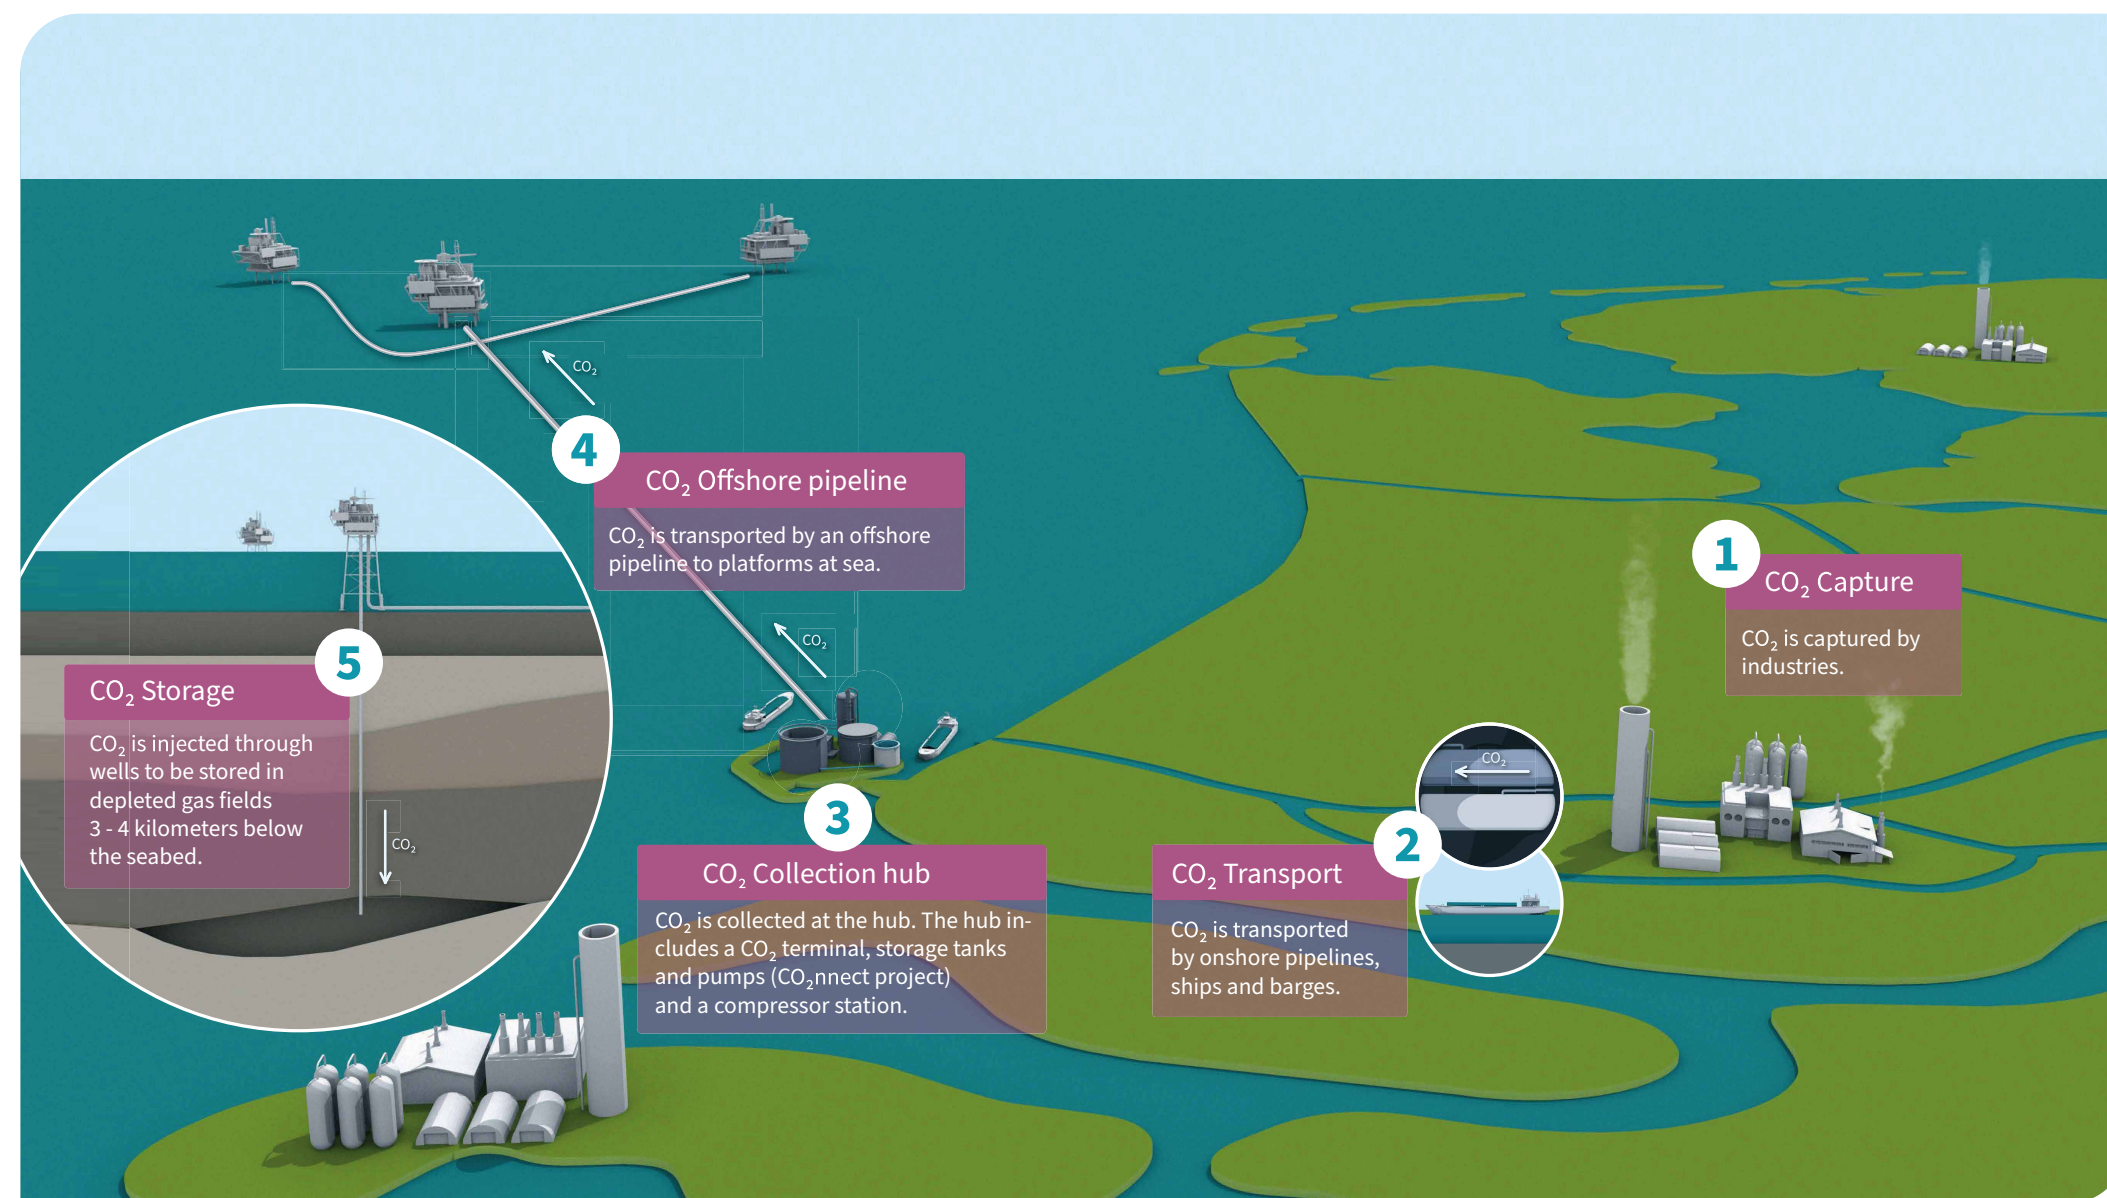 1
CO₂ Capture
CO₂ is captured by
industries.
2
CO₂ Transport
CO₂ is transported
by onshore pipelines,
ships and barges.
CO₂
3
CO₂ Collection hub
CO₂ is collected at the hub. The hub in-
cludes a CO₂ terminal, storage tanks
and pumps (CO₂nnect project)
and a compressor station.
CO₂
4
CO₂ Offshore pipeline
CO₂ is transported by an offshore
pipeline to platforms at sea.
CO₂
5
CO₂ Storage
CO₂ is injected through
wells to be stored in
depleted gas fields
3 - 4 kilometers below
the seabed.
CO₂